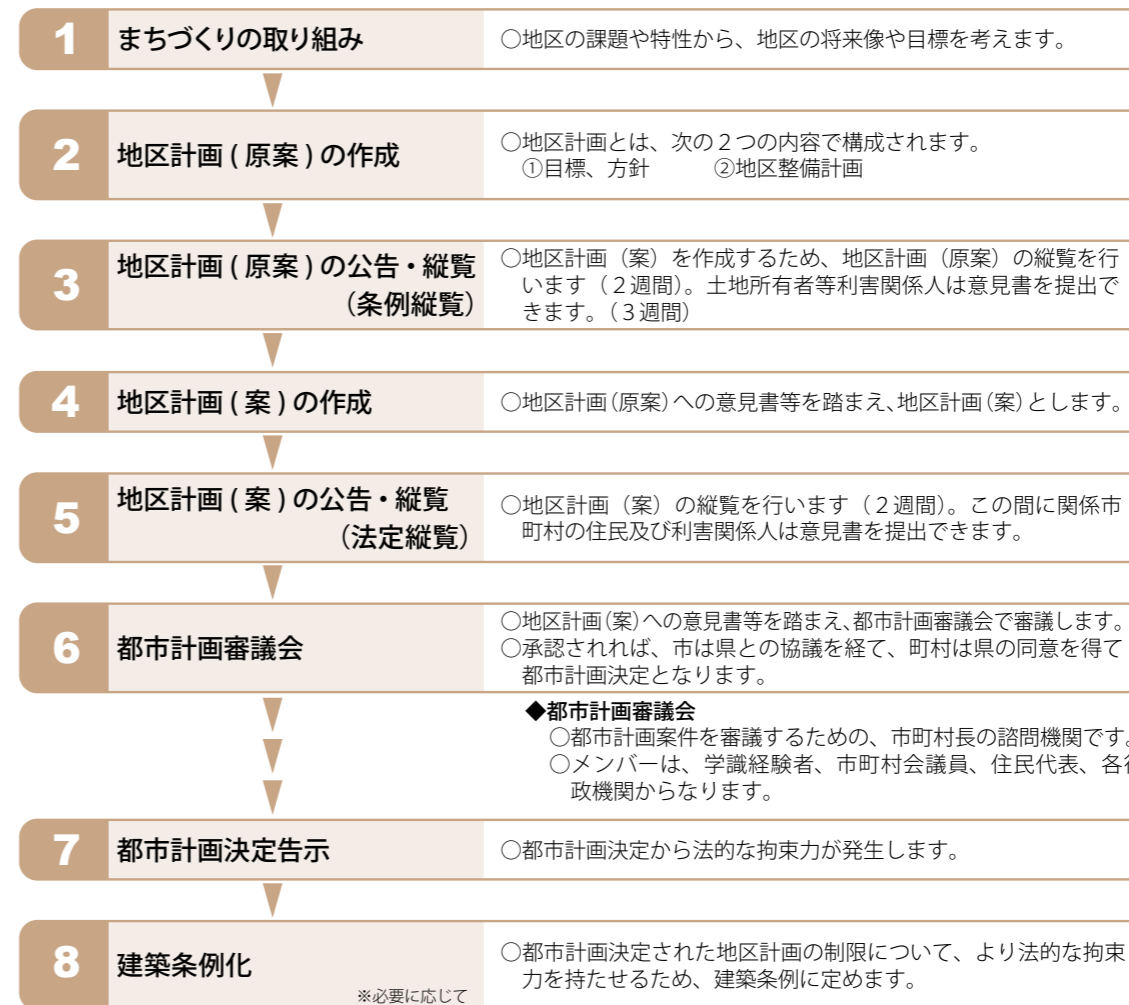 1
まちづくりの取り組み
○地区の課題や特性から、地区の将来像や目標を考えます。
2
地区計画 ( 原案 ) の作成
○地区計画とは、次の２つの内容で構成されます。
①目標、方針　　　②地区整備計画
3
地区計画 ( 原案 ) の公告・縦覧
（条例縦覧）
○地区計画（案）を作成するため、地区計画（原案）の縦覧を行
います（２週間）。土地所有者等利害関係人は意見書を提出で
きます。（３週間）
4
地区計画 ( 案 ) の作成
○地区計画（原案）への意見書等を踏まえ、地区計画（案）とします。
5
地区計画 ( 案 ) の公告・縦覧
（法定縦覧）
○地区計画（案）の縦覧を行います（２週間）。この間に関係市
町村の住民及び利害関係人は意見書を提出できます。
6
都市計画審議会
○地区計画（案）への意見書等を踏まえ、都市計画審議会で審議します。
○承認されれば、市は県との協議を経て、町村は県の同意を得て
都市計画決定となります。
◆都市計画審議会
○都市計画案件を審議するための、市町村長の諮問機関です。
○メンバーは、学識経験者、市町村会議員、住民代表、各行
政機関からなります。
7
都市計画決定告示
○都市計画決定から法的な拘束力が発生します。
8
建築条例化
※必要に応じて
○都市計画決定された地区計画の制限について、より法的な拘束
力を持たせるため、建築条例に定めます。